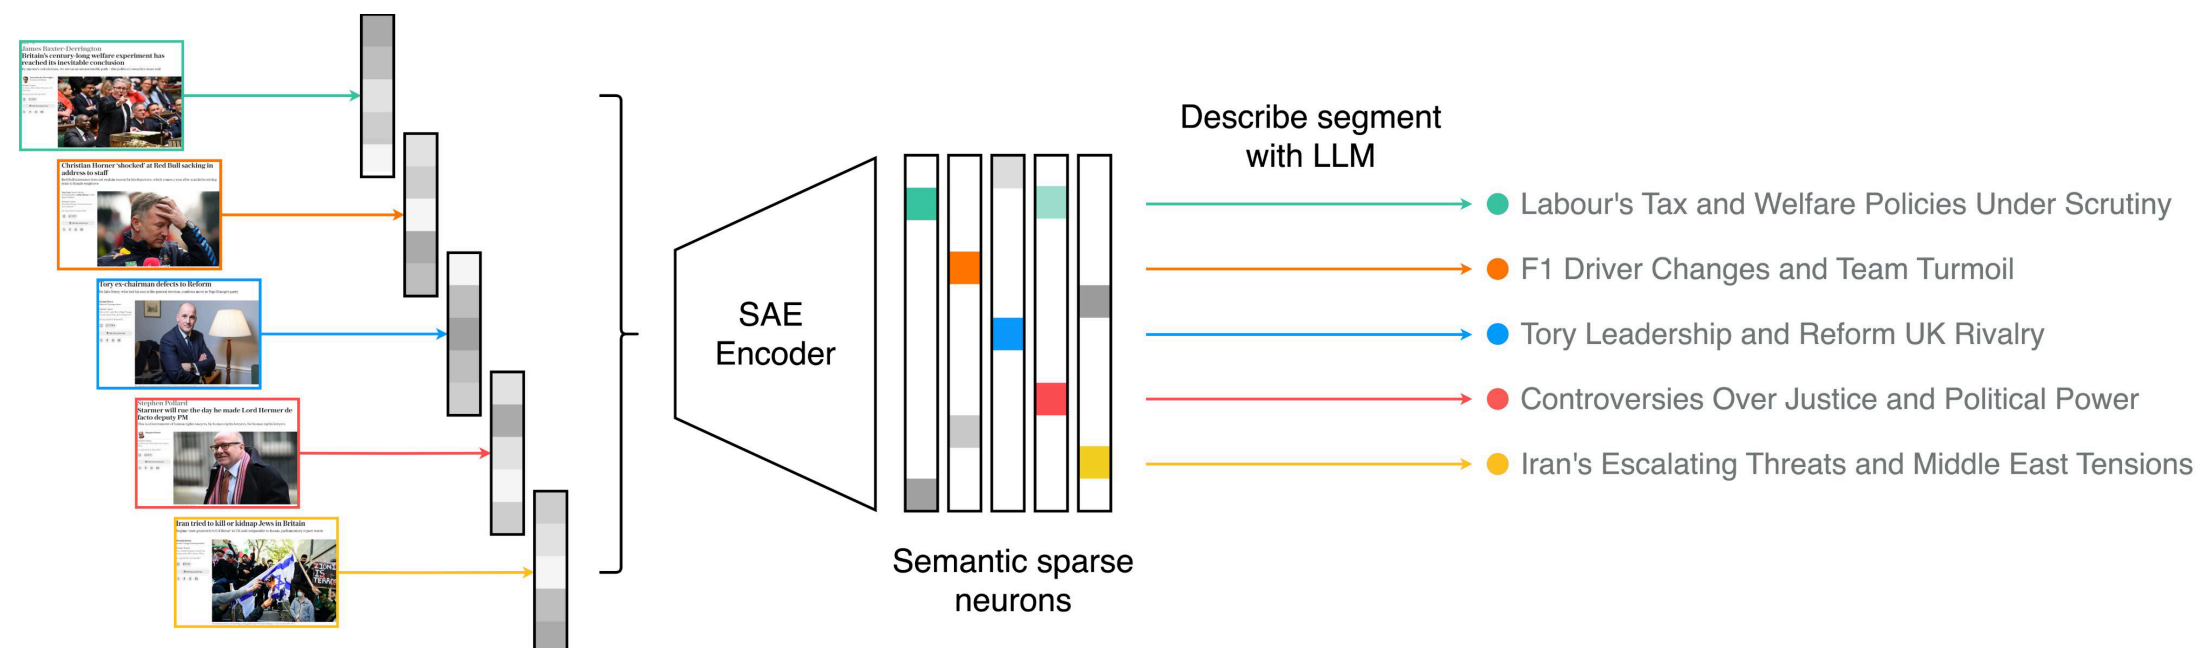 James Baxter-Derrington
Britain's century-long welfare experiment has
reached its inevitable conclusion
Christian Horner 'shocked' at Red Bull sacking in
address to staff
Tory ex-chairman defects to Reform
Stephen Pollard
Starmer will rue the day he made Lord Hermer de
facto deputy PM
Iran tried to kill or kidnap Jews in Britain
SAE
Encoder
Semantic sparse
neurons
Describe segment
with LLM
Labour's Tax and Welfare Policies Under Scrutiny
F1 Driver Changes and Team Turmoil
Tory Leadership and Reform UK Rivalry
Controversies Over Justice and Political Power
Iran's Escalating Threats and Middle East Tensions